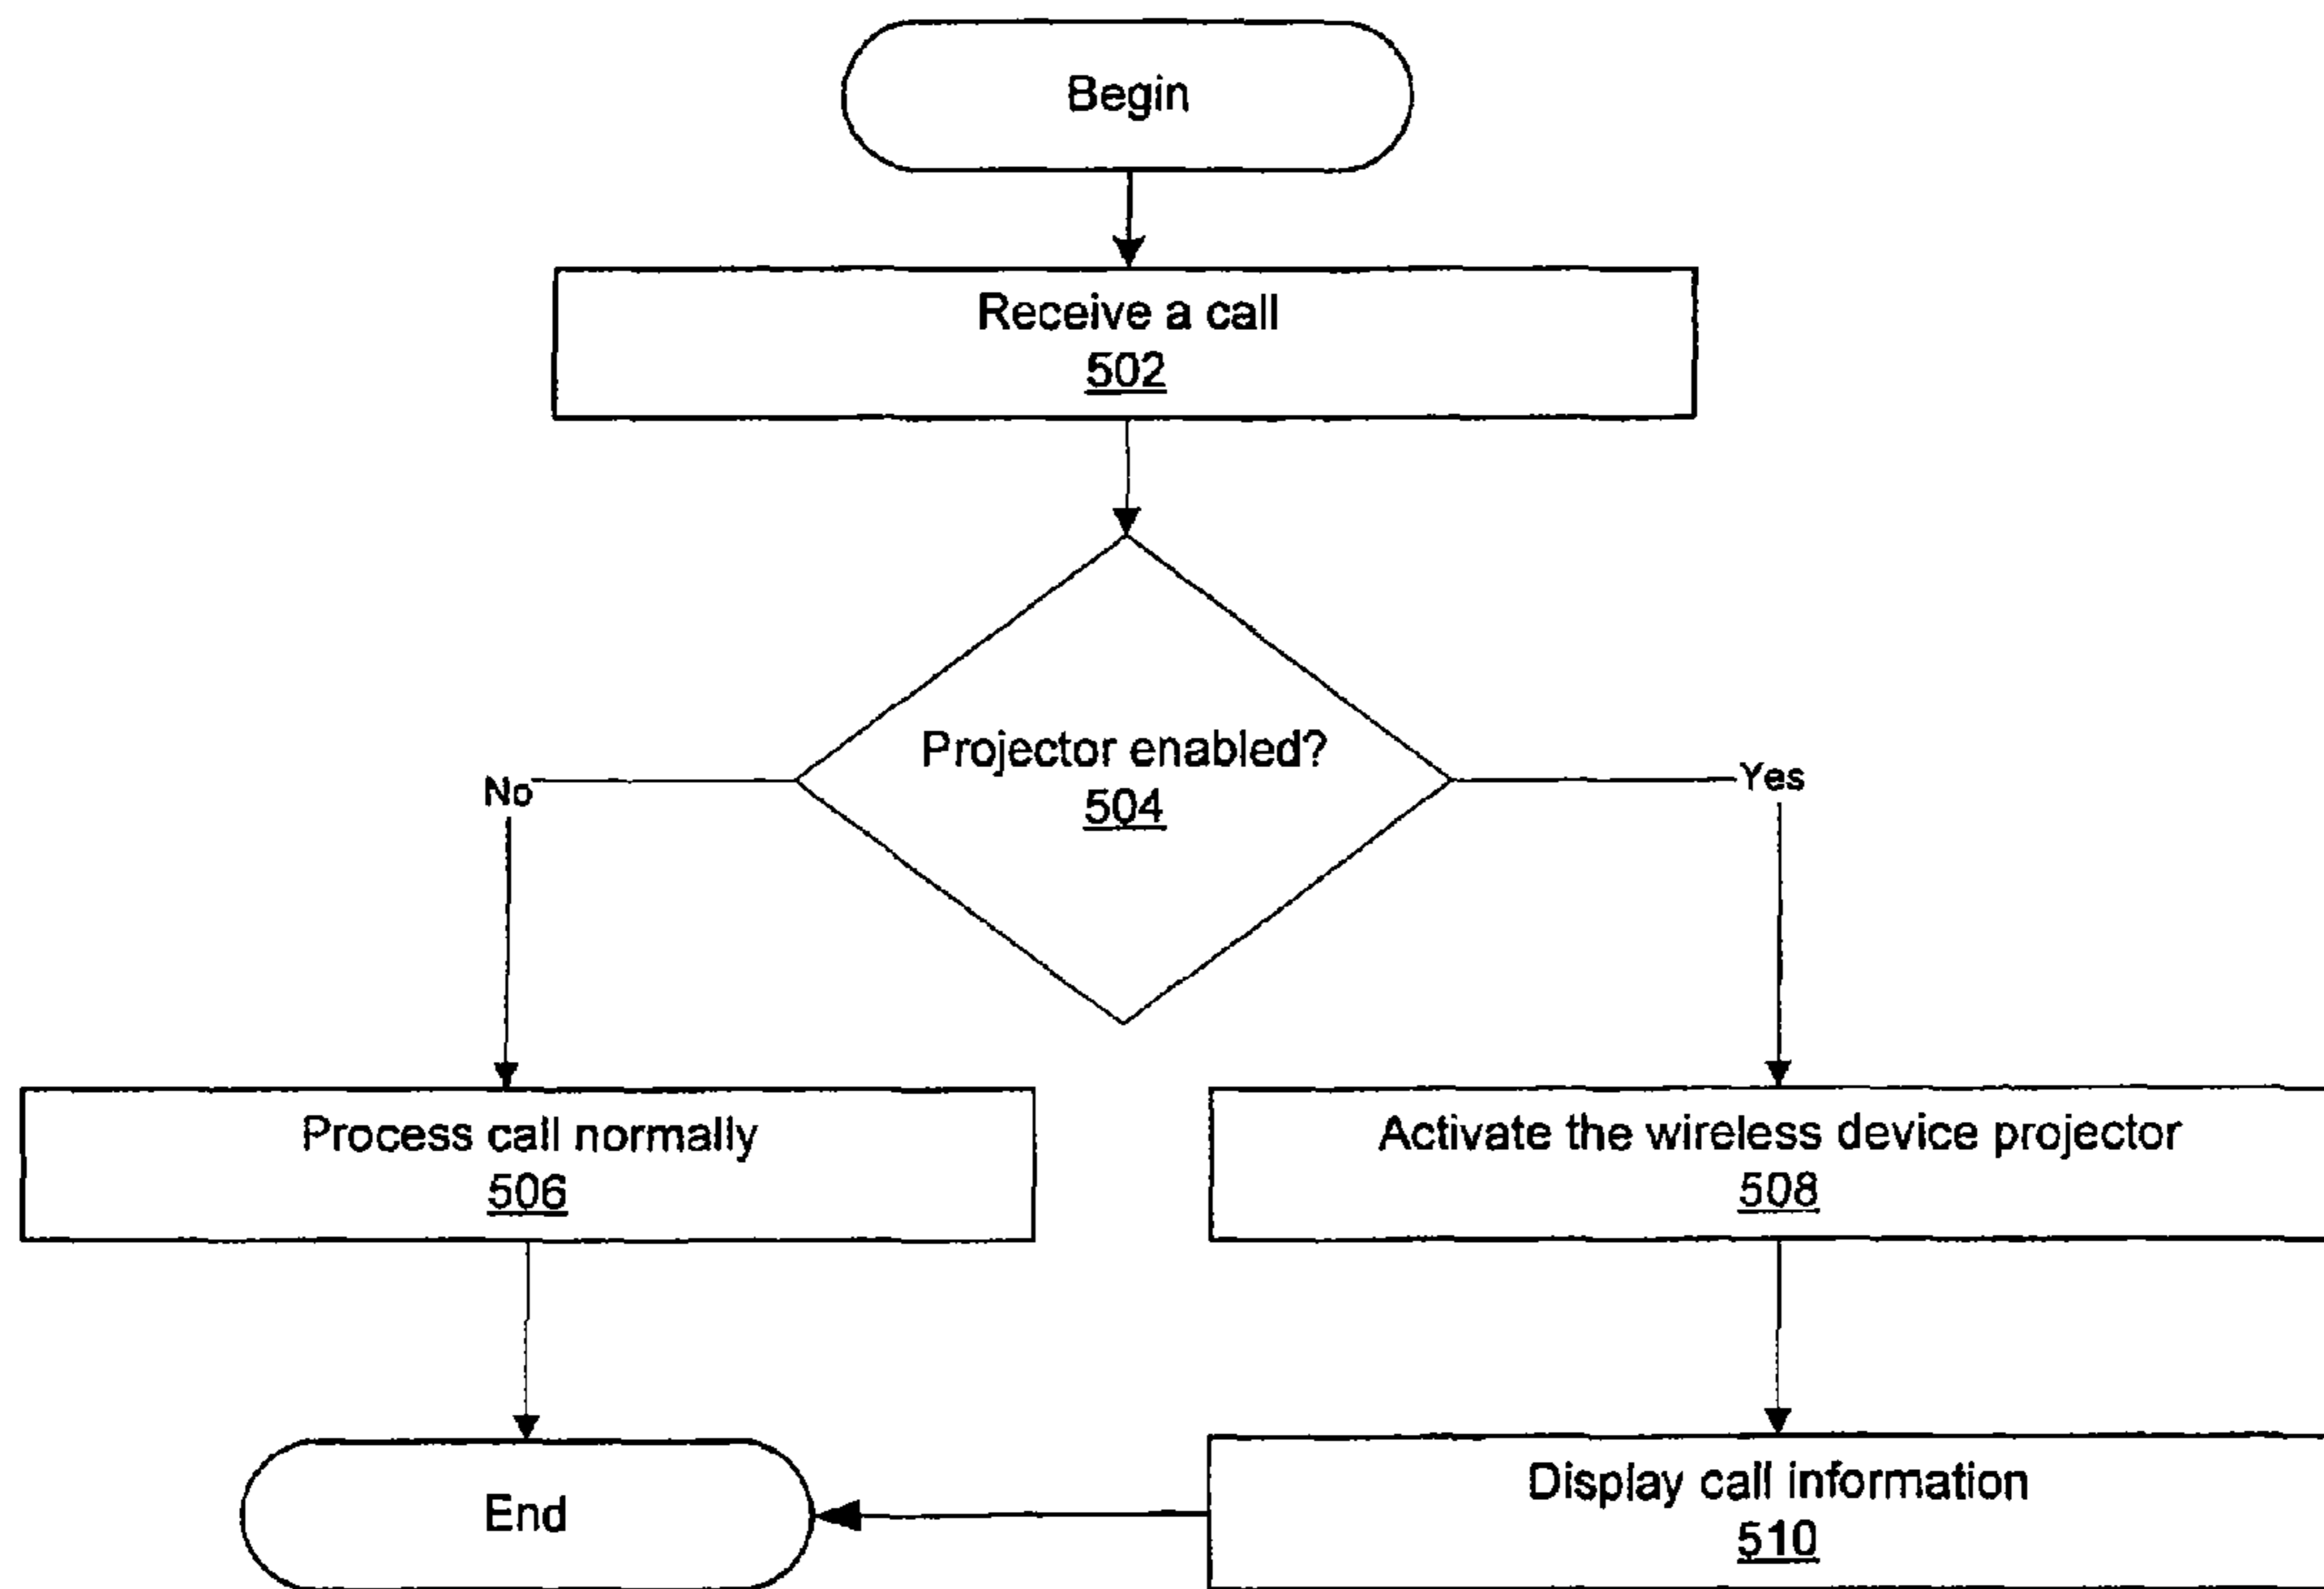 Begin
Receive a call
502
Projector enabled?
504
No
Yes
Process call normally
506
Activate the wireless device projector
508
End
Display call information
510